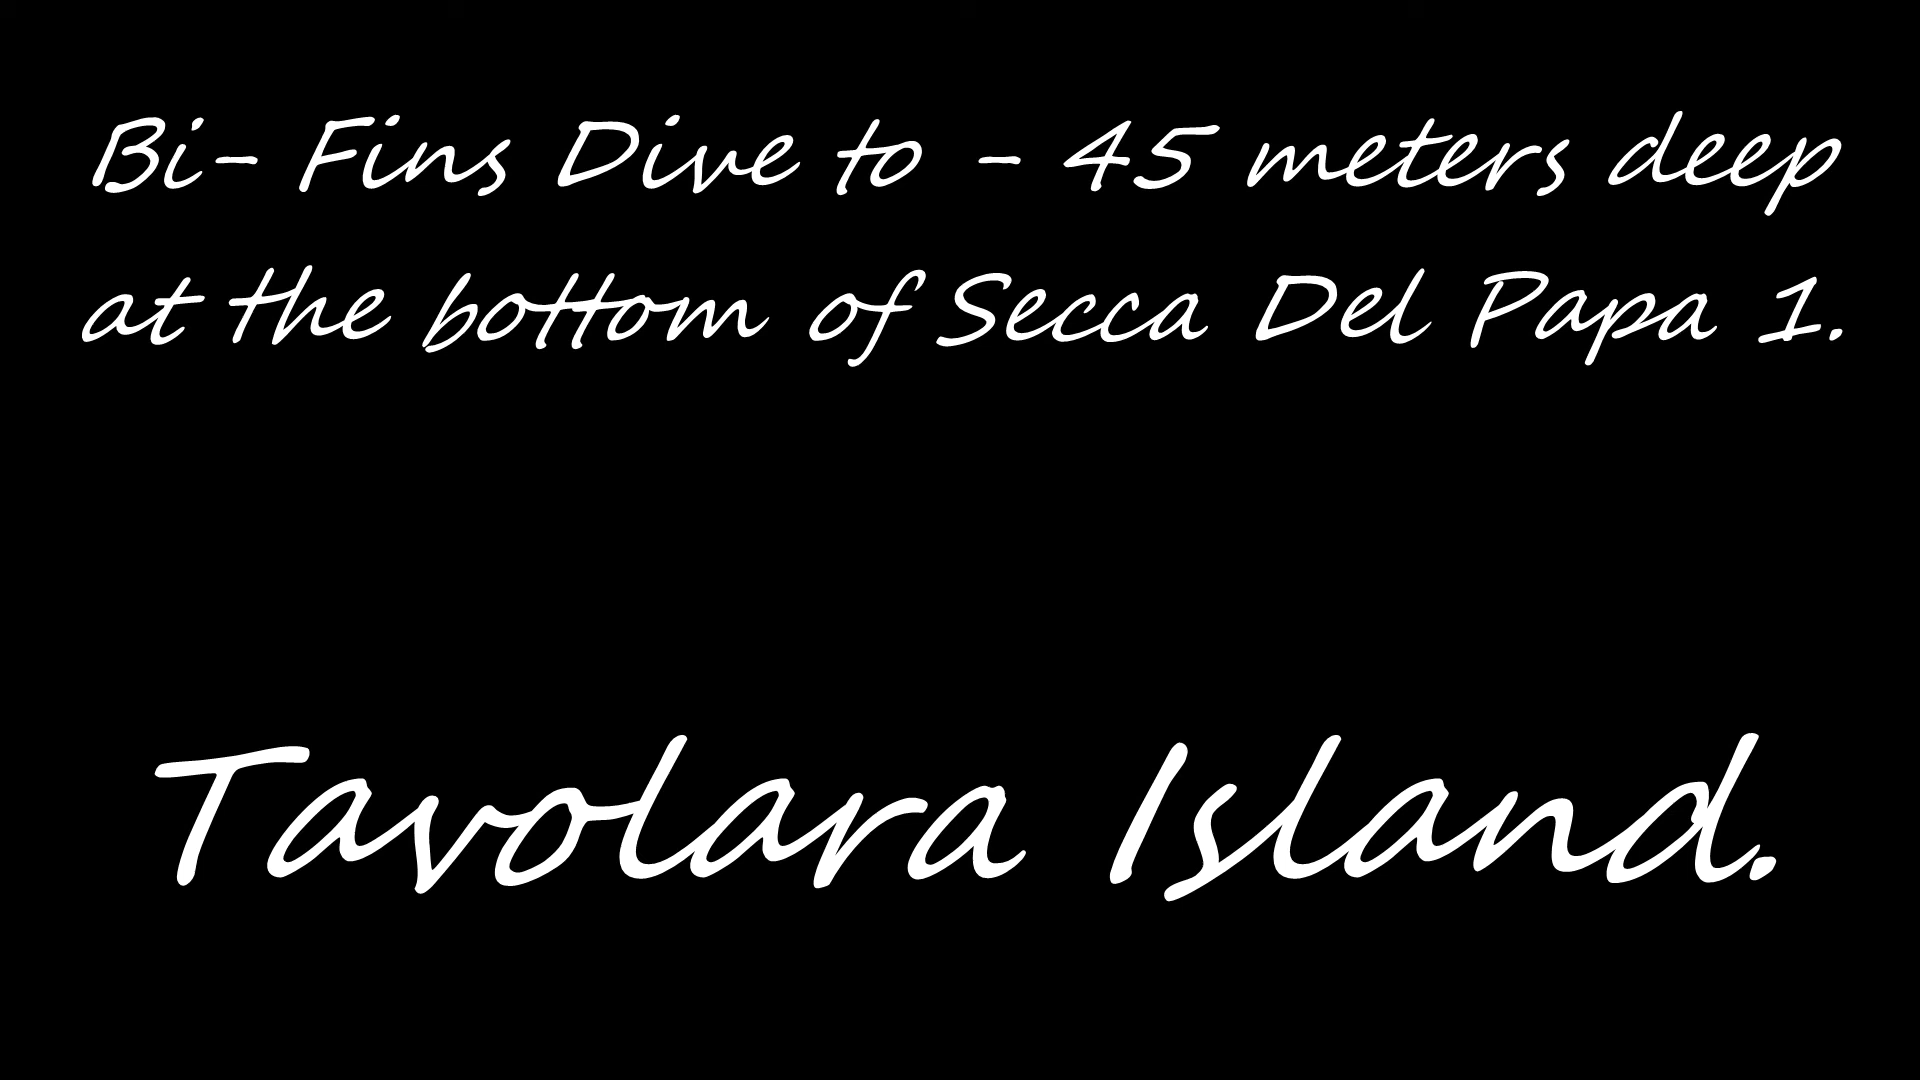 Bi- Fins Dive to - 45 meters deep
at the bottom of Secca Del Papa 1.
Tavolara Island.